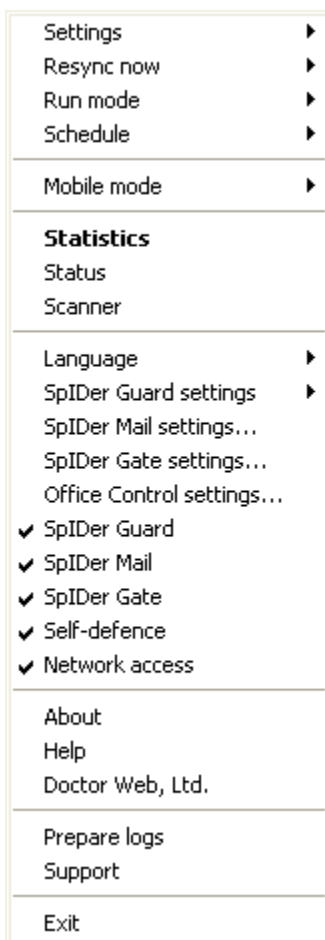 Settings
Resync now
Run mode
Schedule
Mobile mode
Statistics
Status
Scanner
Language
SpIDer Guard settings
SpIDer Mail settings...
SpIDer Gate settings...
Office Control settings...
SpIDer Guard
SpIDer Mail
SpIDer Gate
Self-defence
Network access
About
Help
Doctor Web, Ltd.
Prepare logs
Support
Exit